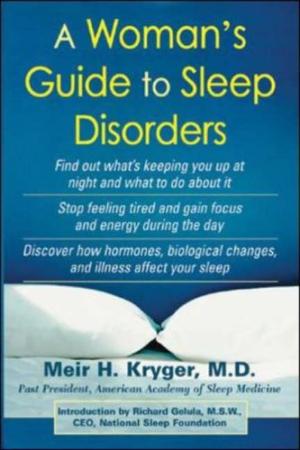 A Woman's
Guide to Sleep
Disorders
Find out what's keeping you up at
night and what to do about it
Stop feeling tired and gain focus
and energy during the day
Discover how hormones, biological changes,
and illness affect your sleep
Meir H. Kryger, M.D.
Past President, American Academy of Sleep Medicine
Introduction by Richard Gelula, M.S.W.,
CEO, National Sleep Foundation